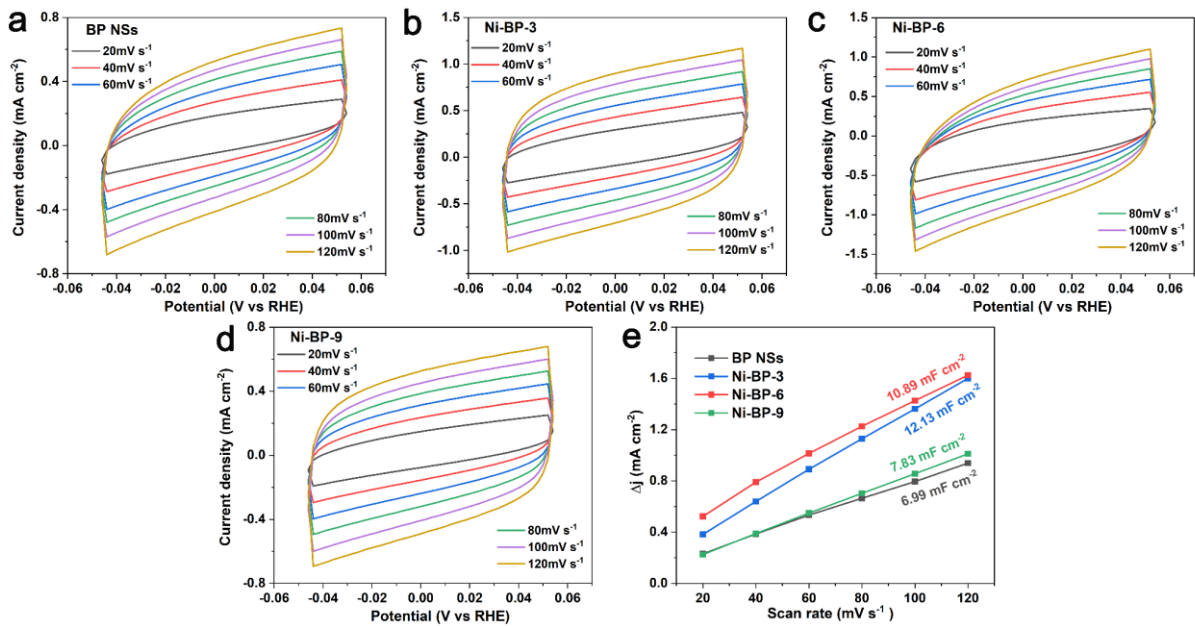 a
BP NSs
20mV s⁻¹
40mV s⁻¹
60mV s⁻¹
80mV s⁻¹
100mV s⁻¹
120mV s⁻¹
0.8
0.4
0.0
-0.4
-0.8
Current density (mA cm⁻²)
-0.06 -0.04 -0.02 0.00 0.02 0.04 0.06
Potential (V vs RHE)
b
Ni-BP-3
20mV s⁻¹
40mV s⁻¹
60mV s⁻¹
80mV s⁻¹
100mV s⁻¹
120mV s⁻¹
1.5
1.0
0.5
0.0
-0.5
-1.0
Current density (mA cm⁻²)
-0.06 -0.04 -0.02 0.00 0.02 0.04 0.06
Potential (V vs RHE)
c
Ni-BP-6
20mV s⁻¹
40mV s⁻¹
60mV s⁻¹
80mV s⁻¹
100mV s⁻¹
120mV s⁻¹
1.5
1.0
0.5
0.0
-0.5
-1.0
-1.5
Current density (mA cm⁻²)
-0.06 -0.04 -0.02 0.00 0.02 0.04 0.06
Potential (V vs RHE)
d
Ni-BP-9
20mV s⁻¹
40mV s⁻¹
60mV s⁻¹
80mV s⁻¹
100mV s⁻¹
120mV s⁻¹
0.8
0.4
0.0
-0.4
-0.8
Current density (mA cm⁻²)
-0.06 -0.04 -0.02 0.00 0.02 0.04 0.06
Potential (V vs RHE)
e
BP NSs
Ni-BP-3
Ni-BP-6
Ni-BP-9
10.89 mF cm⁻²
12.13 mF cm⁻²
7.83 mF cm⁻²
6.99 mF cm⁻²
2.0
1.6
1.2
0.8
0.4
0.0
Δj (mA cm⁻²)
20 40 60 80 100 120
Scan rate (mV s⁻¹)